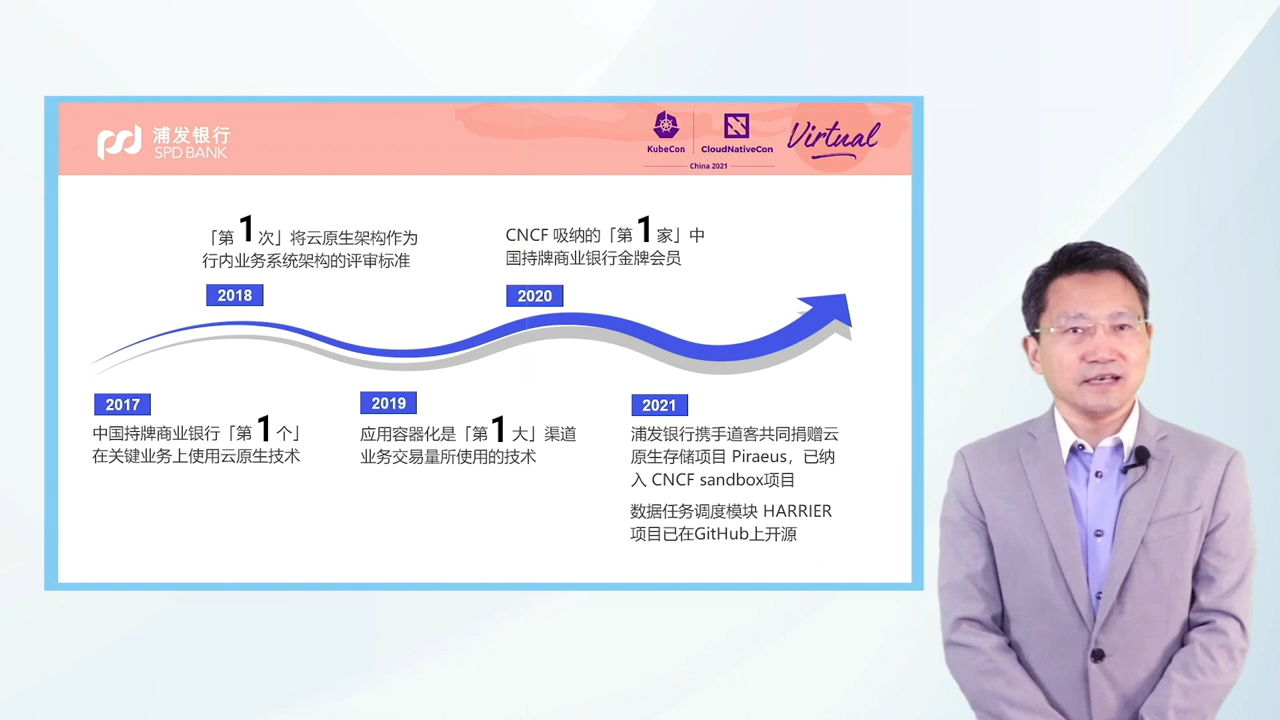 浦发银行
SPD BANK
KubeCon
CloudNativeCon
Virtual
China 2021
「第1次」将云原生架构作为
行内业务系统架构的评审标准
2018
CNCF 吸纳的「第1家」中
国持牌商业银行金牌会员
2020
2017
中国持牌商业银行「第1个」
在关键业务上使用云原生技术
2019
应用容器化是「第1大」渠道
业务交易量所使用的技术
2021
浦发银行携手道客共同捐赠云
原生存储项目 Piraeus，已纳
入 CNCF sandbox项目
数据任务调度模块 HARRIER
项目已在GitHub上开源